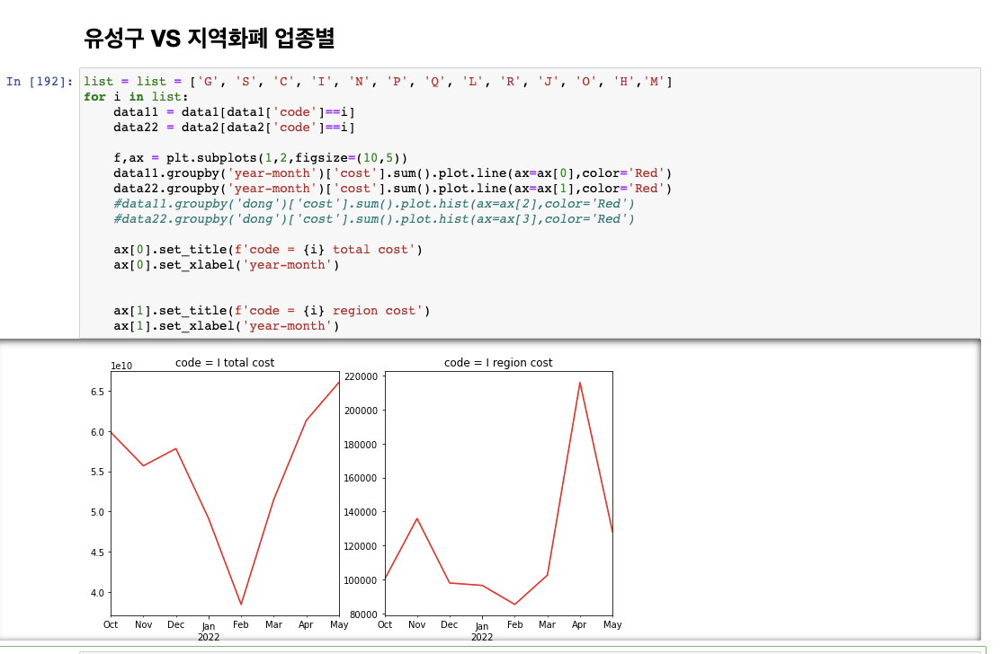 유성구 VS 지역화폐 업종별
In [192]:
list = list = ['G', 'S', 'C', 'I', 'N', 'P', 'Q', 'L', 'R', 'J', 'O', 'H','M']
for i in list:
    data11 = data1[data1['code']==i]
    data22 = data2[data2['code']==i]
    f,ax = plt.subplots(1,2,figsize=(10,5))
    data11.groupby('year-month')['cost'].sum().plot.line(ax=ax[0],color='Red')
    data22.groupby('year-month')['cost'].sum().plot.line(ax=ax[1],color='Red')
    #data11.groupby('dong')['cost'].sum().plot.hist(ax=ax[2],color='Red')
    #data22.groupby('dong')['cost'].sum().plot.hist(ax=ax[3],color='Red')
    ax[0].set_title(f'code = {i} total cost')
    ax[0].set_xlabel('year-month')
    ax[1].set_title(f'code = {i} region cost')
    ax[1].set_xlabel('year-month')
code = I total cost
1e10
6.5
6.0
5.5
5.0
4.5
4.0
Oct Nov Dec Jan Feb Mar Apr May
2022
code = I region cost
220000
200000
180000
160000
140000
120000
100000
80000
Oct Nov Dec Jan Feb Mar Apr May
2022